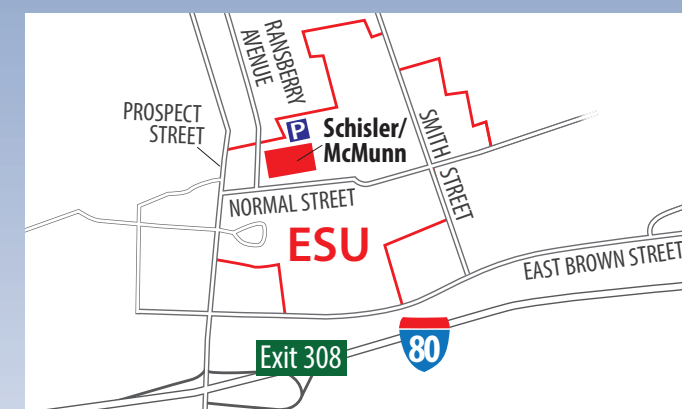 RANSBERRY
AVENUE
PROSPECT
STREET
P
Schisler/
McMunn
SMITH STREET
NORMAL STREET
ESU
EAST BROWN STREET
Exit 308
80